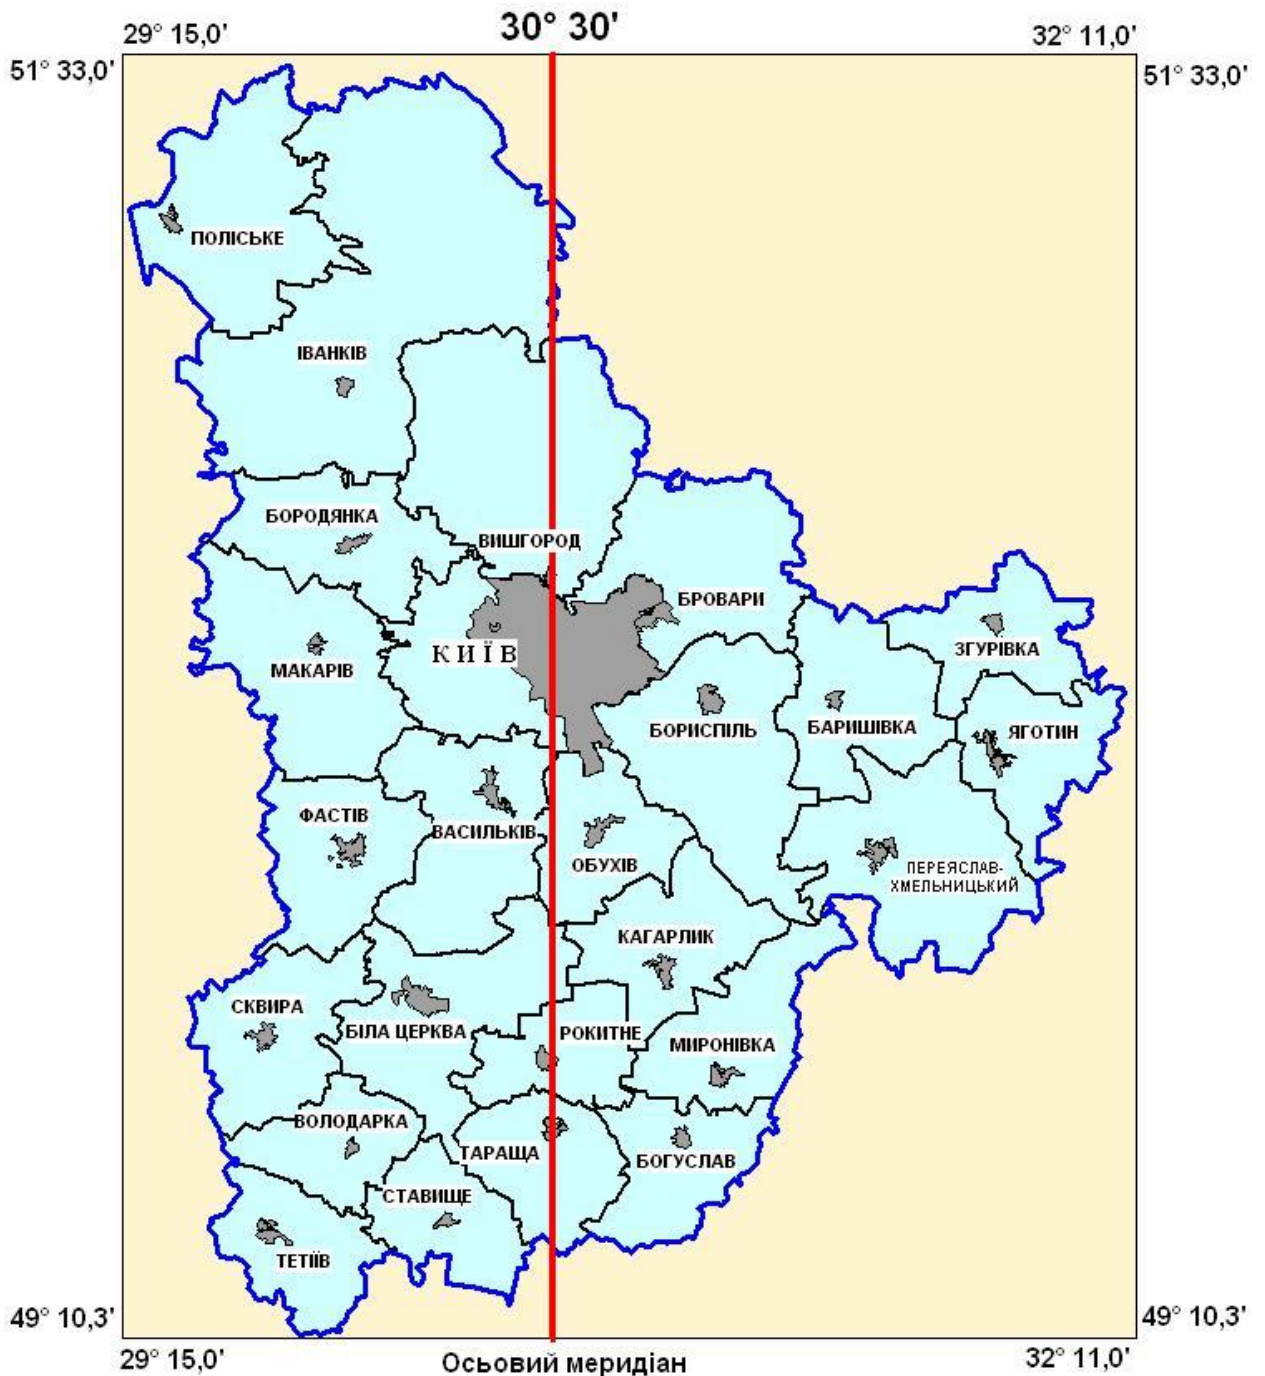 30° 30'
29° 15,0'
32° 11,0'
51° 33,0'
51° 33,0'
ПОЛІСЬКЕ
ІВАНКІВ
БОРОДЯНКА
ВИШГОРОД
БРОВАРИ
ЗГУРІВКА
КИЇВ
МАКАРІВ
БОРИСПІЛЬ
БАРИШІВКА
ЯГОТИН
ФАСТІВ
ВАСИЛЬКІВ
ОБУХІВ
ПЕРЕЯСЛАВ-
ХМЕЛЬНИЦЬКИЙ
КАГАРЛИК
СКВИРА
БІЛА ЦЕРКВА
РОКИТНЕ
МИРОНІВКА
ВОЛОДАРКА
ТАРАЩА
БОГУСЛАВ
СТАВИЩЕ
ТЕТІЇВ
49° 10,3'
49° 10,3'
29° 15,0'
Осьовий меридіан
32° 11,0'